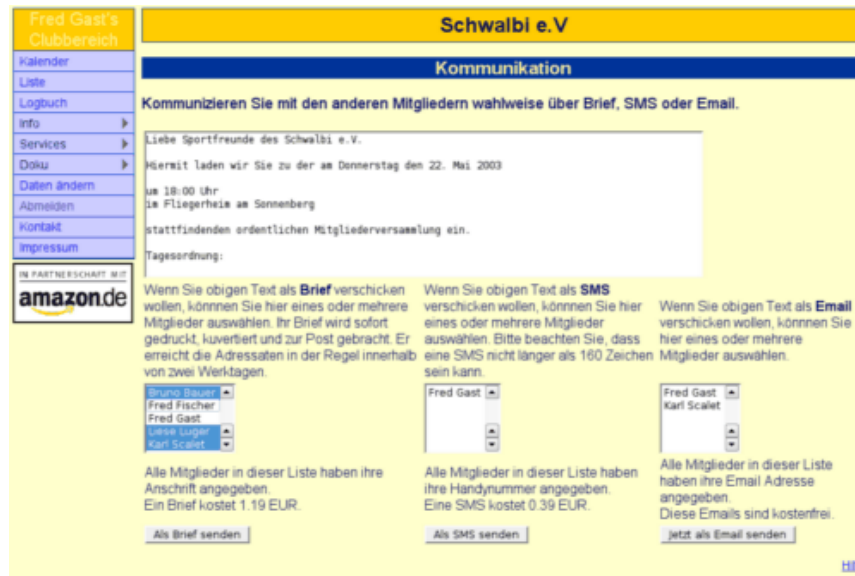 Fred Gast's
Clubbereich
Kalender
Liste
Logbuch
Info
Services
Doku
Daten ändern
Abmelden
Kontakt
Impressum
IN PARTNERSCHAFT MIT
amazon.de
Schwalbi e.V
Kommunikation
Kommunizieren Sie mit den anderen Mitgliedern wahlweise über Brief, SMS oder Email.
Liebe Sportfreunde des Schwalbi e.V.
Hiermit laden wir Sie zu der am Donnerstag den 22. Mai 2003
um 18:00 Uhr
im Fliegerheim am Sonnenberg
stattfindenden ordentlichen Mitgliederversammlung ein.
Tagesordnung:
Wenn Sie obigen Text als Brief verschicken
wollen, könnnen Sie hier eines oder mehrere
Mitglieder auswählen. Ihr Brief wird sofort
gedruckt, kuvertiert und zur Post gebracht. Er
erreicht die Adressaten in der Regel innerhalb
von zwei Werktagen.
Bruno Bauer
Fred Fischer
Fred Gast
Liese Luger
Karl Scalet
Alle Mitglieder in dieser Liste haben ihre
Anschrift angegeben.
Ein Brief kostet 1.19 EUR.
Als Brief senden
Wenn Sie obigen Text als SMS
verschicken wollen, könnnen Sie hier
eines oder mehrere Mitglieder
auswählen. Bitte beachten Sie, dass
eine SMS nicht länger als 160 Zeichen
sein kann.
Fred Gast
Alle Mitglieder in dieser Liste haben
ihre Handynummer angegeben.
Eine SMS kostet 0.39 EUR.
Als SMS senden
Wenn Sie obigen Text als Email
verschicken wollen, könnnen Sie
hier eines oder mehrere
Mitglieder auswählen.
Fred Gast
Karl Scalet
Alle Mitglieder in dieser Liste
haben ihre Email Adresse
angegeben.
Diese Emails sind kostenfrei.
Jetzt als Email senden